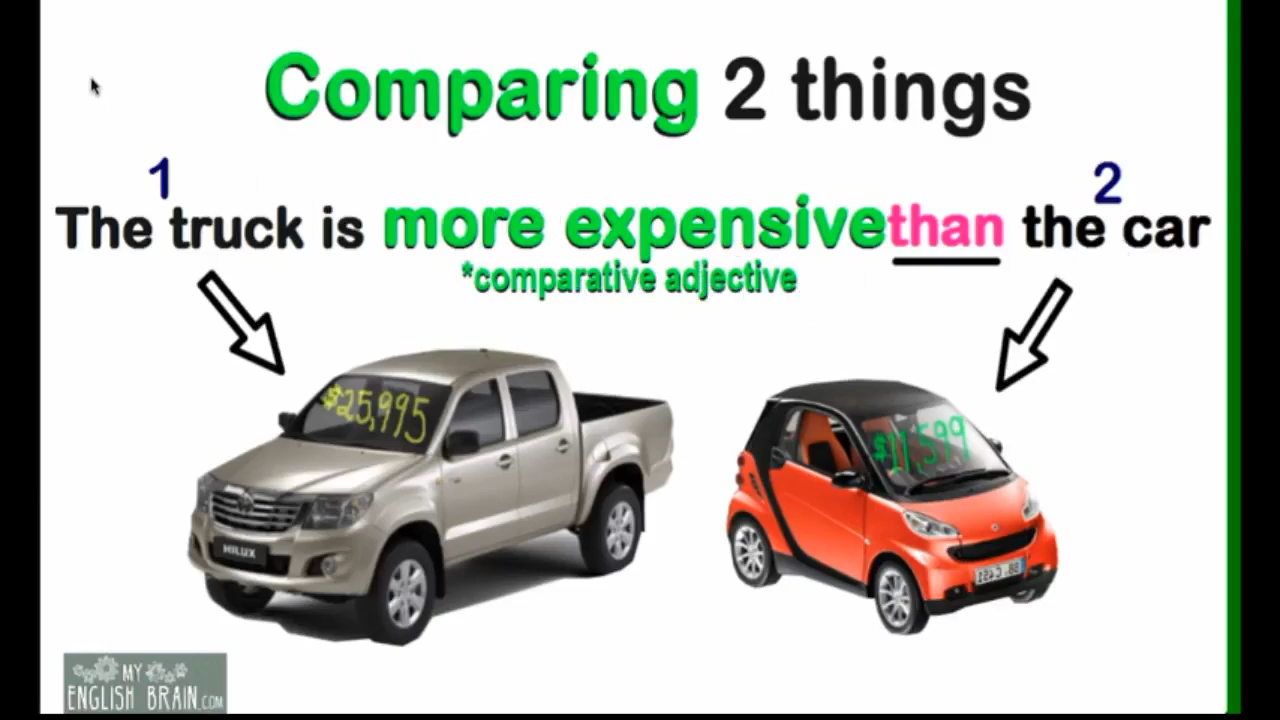 Comparing 2 things
1 2
The truck is more expensive than the car
*comparative adjective
$25,995
$11,599
HILUX
MY
ENGLISH BRAIN.COM